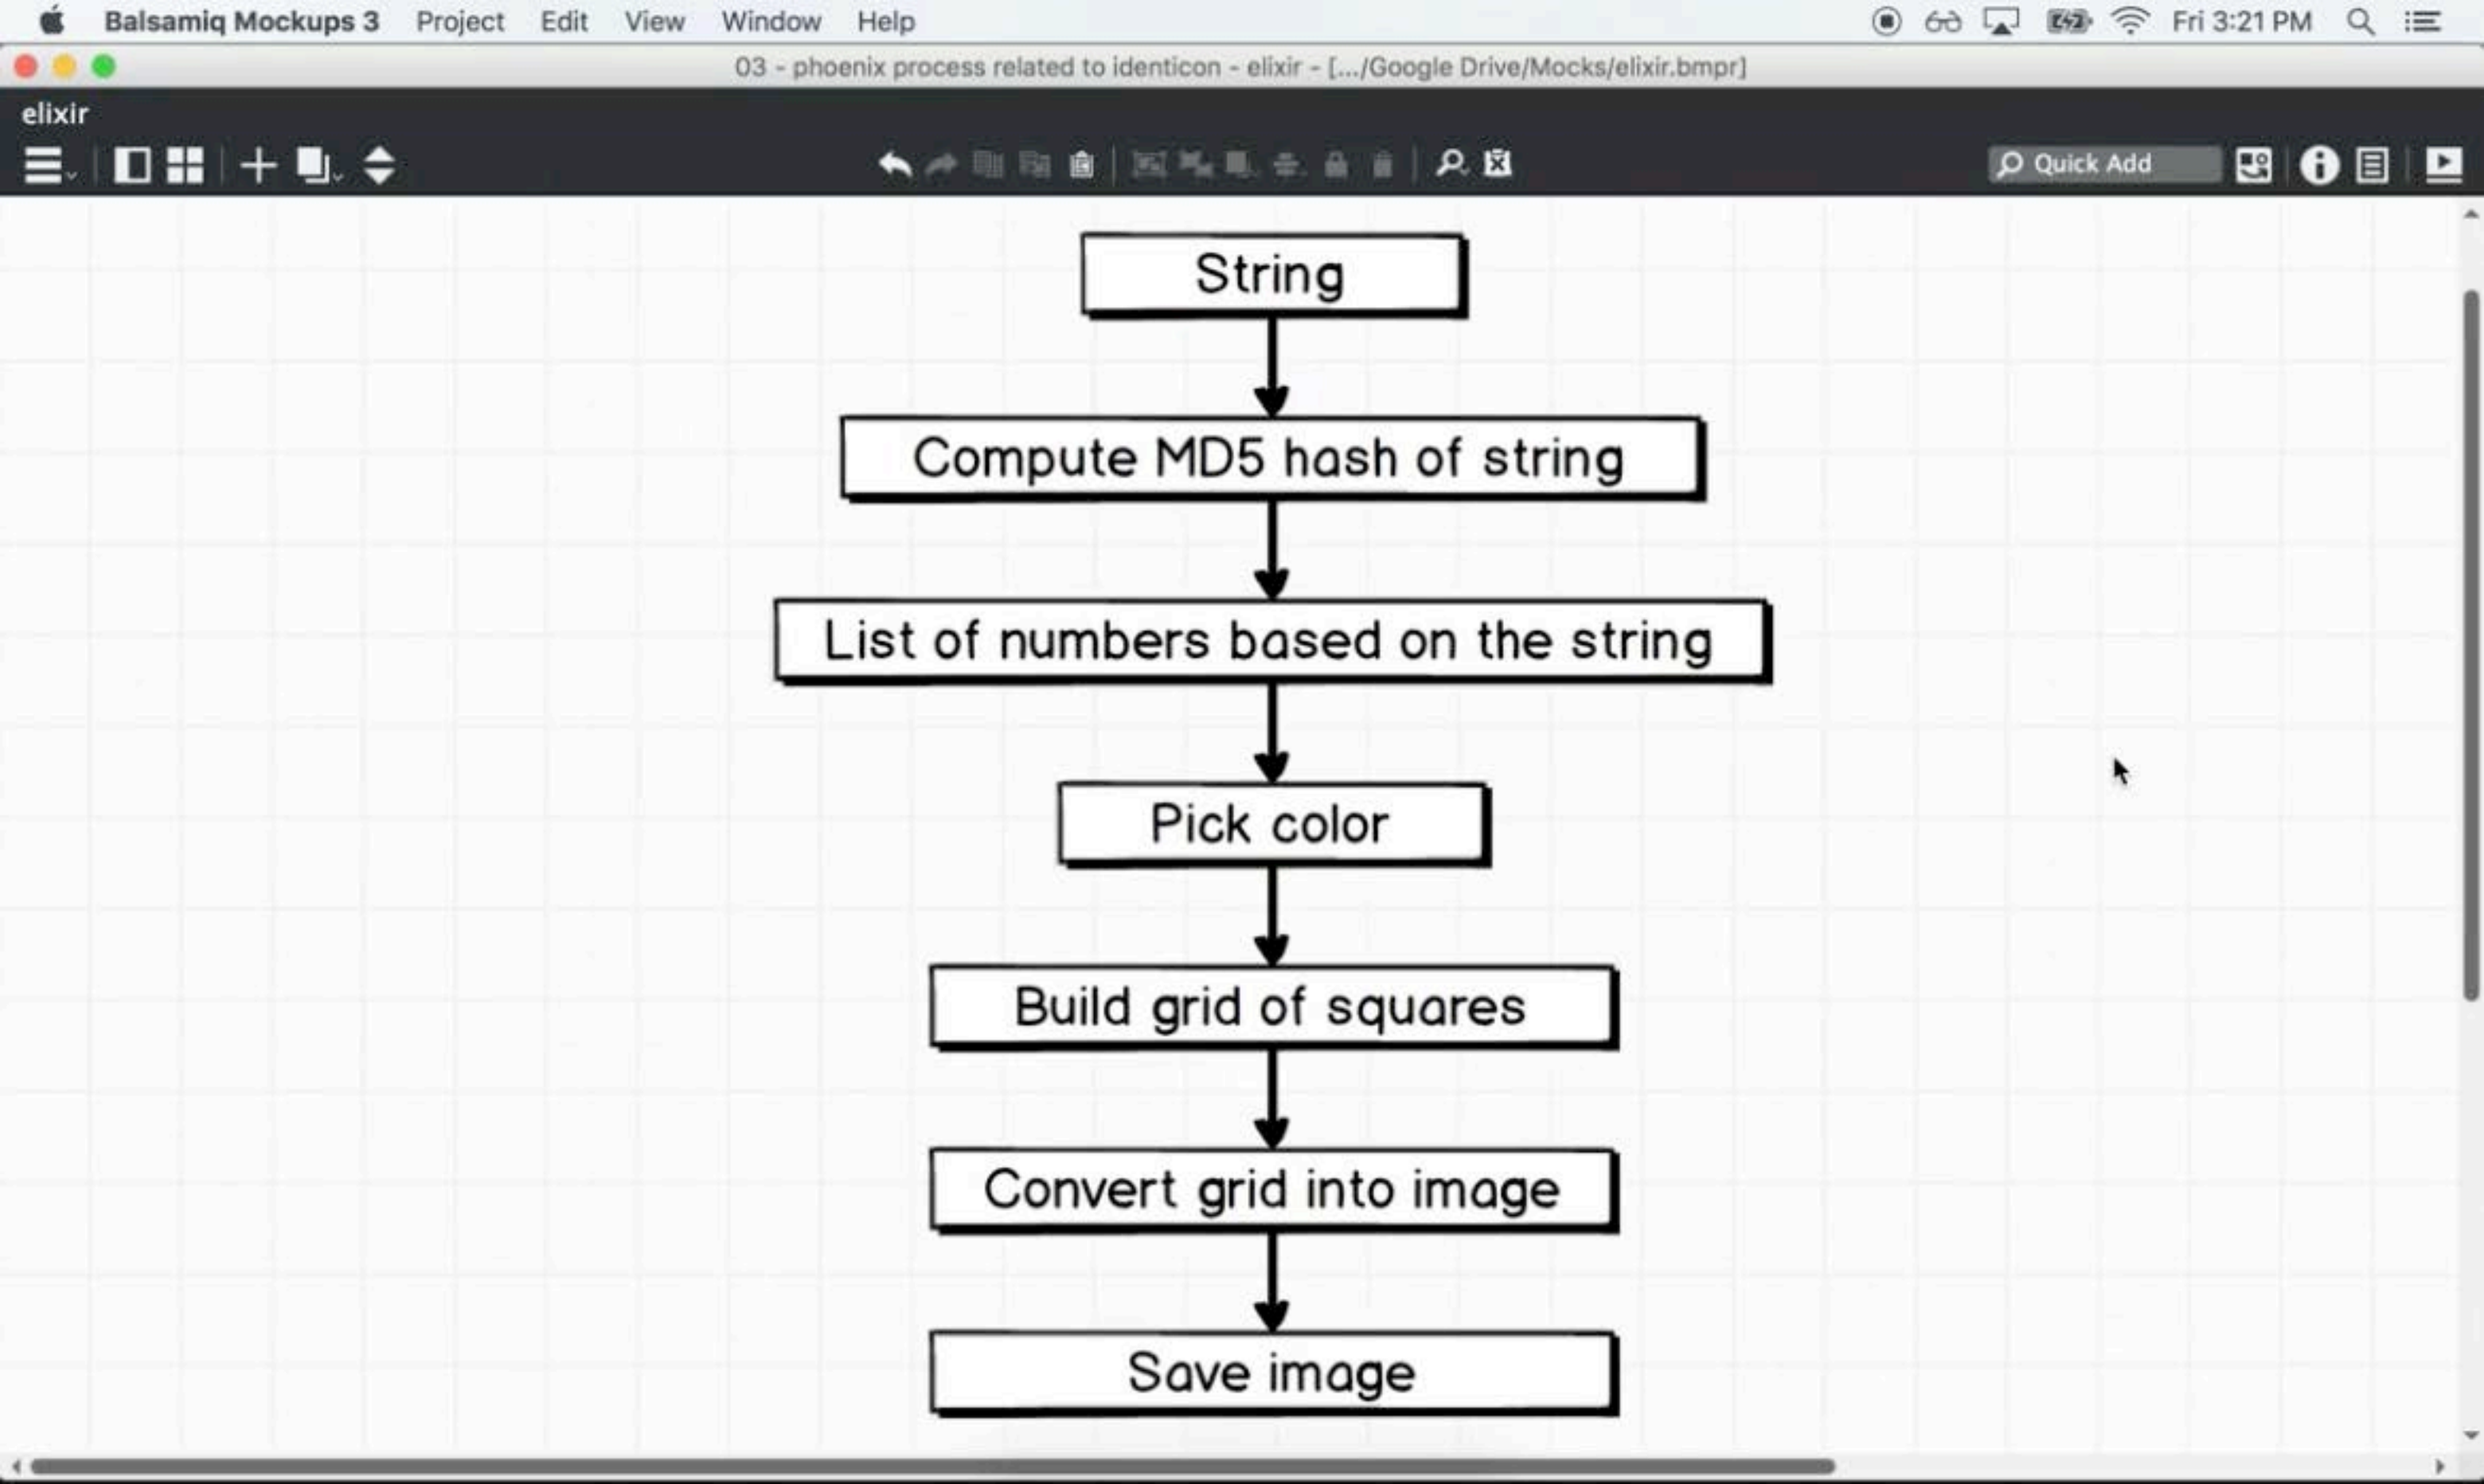 Balsamiq Mockups 3 Project Edit View Window Help Fri 3:21 PM
03 - phoenix process related to identicon - elixir - [.../Google Drive/Mocks/elixir.bmpr]
elixir
Quick Add
String
Compute MD5 hash of string
List of numbers based on the string
Pick color
Build grid of squares
Convert grid into image
Save image